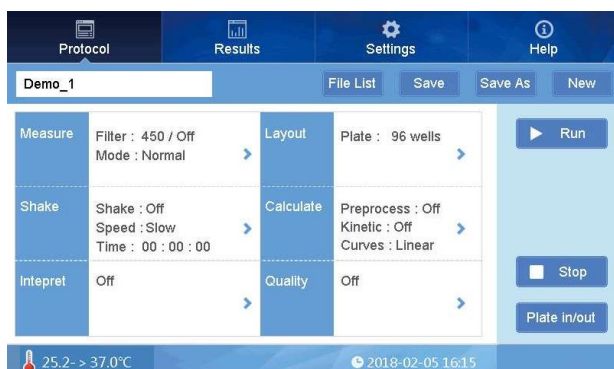 Protocol Results Settings Help
Demo_1 File List Save Save As New
Measure Filter : 450 / Off
Mode : Normal
Layout Plate : 96 wells
Run
Shake Shake : Off
Speed : Slow
Time : 00 : 00 : 00
Calculate Preprocess : Off
Kinetic : Off
Curves : Linear
Intepret Off
Quality Off
Stop
Plate in/out
25.2- > 37.0°C 2018-02-05 16:15